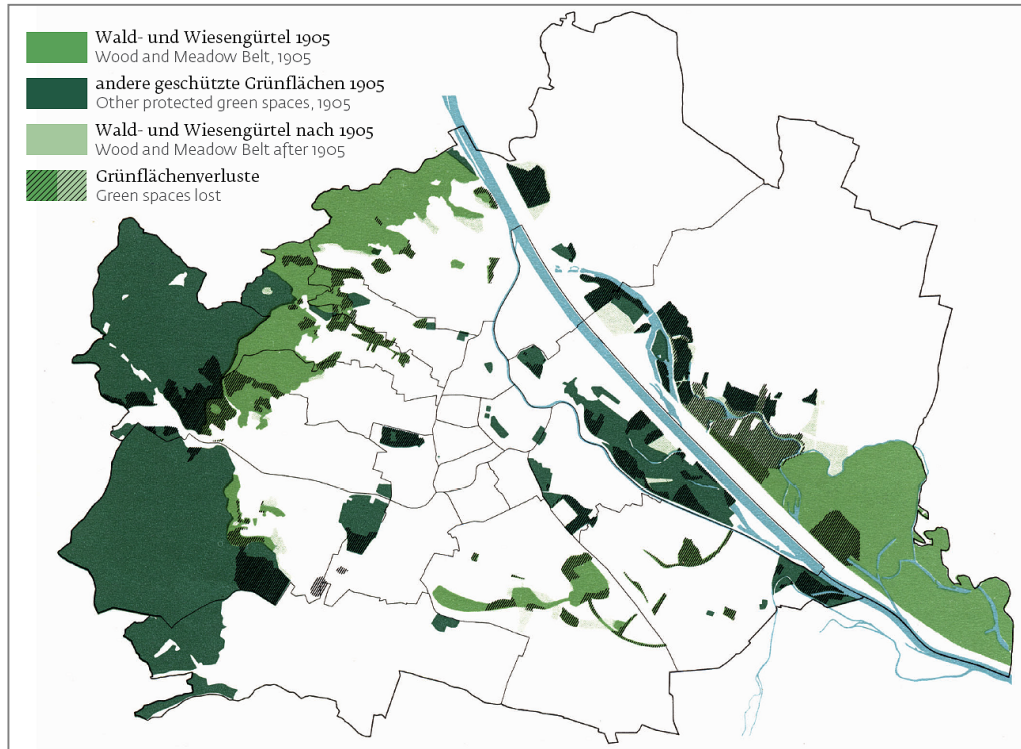 Wald- und Wiesengürtel 1905
Wood and Meadow Belt, 1905
andere geschützte Grünflächen 1905
Other protected green spaces, 1905
Wald- und Wiesengürtel nach 1905
Wood and Meadow Belt after 1905
Grünflächenverluste
Green spaces lost